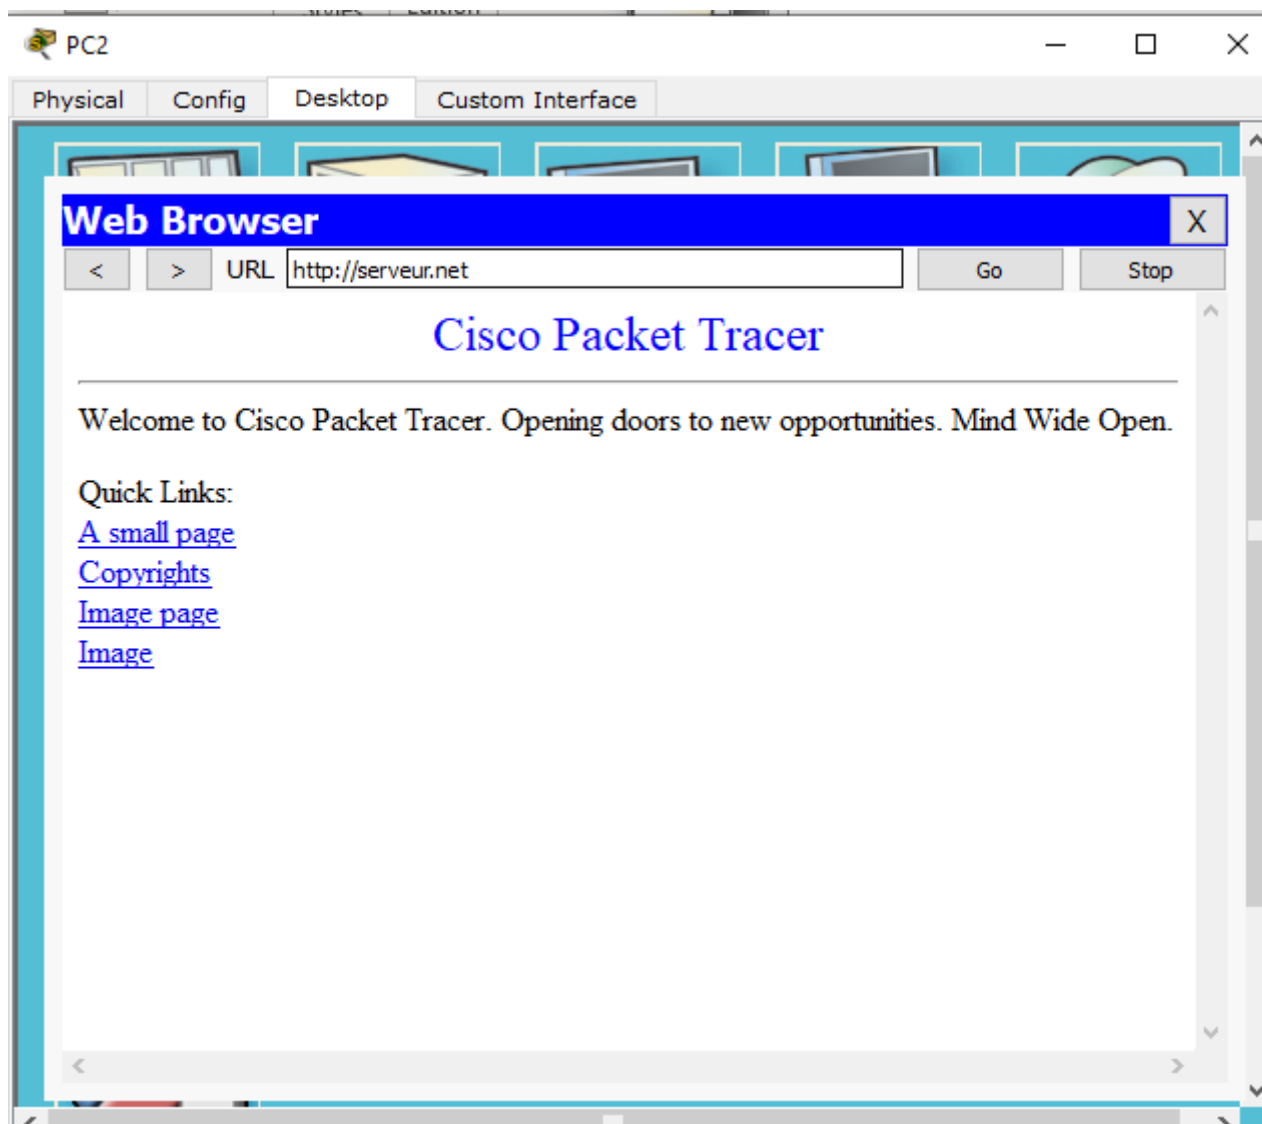 PC2
Physical Config Desktop Custom Interface
Web Browser X
< > URL http://serveur.net Go Stop
Cisco Packet Tracer
Welcome to Cisco Packet Tracer. Opening doors to new opportunities. Mind Wide Open.
Quick Links:
A small page
Copyrights
Image page
Image